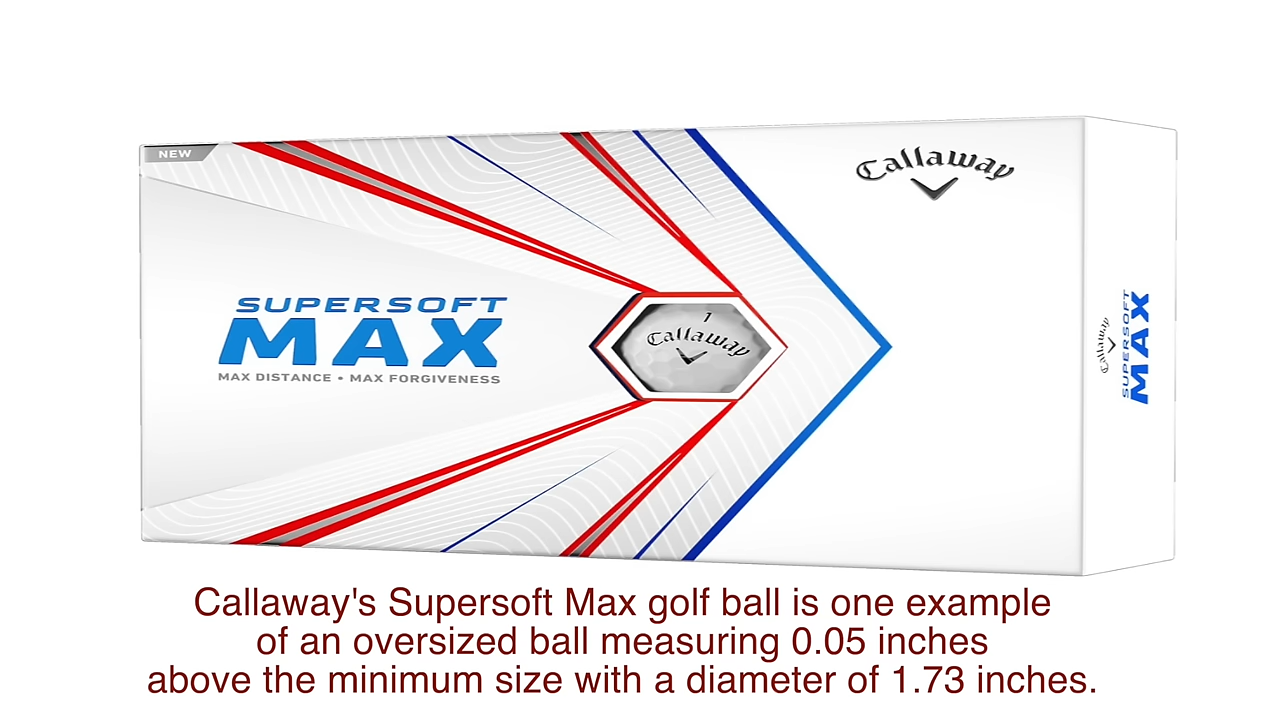 NEW
Callaway
SUPERSOFT
MAX
MAX DISTANCE • MAX FORGIVENESS
1
Callaway
Callaway
SUPERSOFT
MAX
Callaway's Supersoft Max golf ball is one example
of an oversized ball measuring 0.05 inches
above the minimum size with a diameter of 1.73 inches.